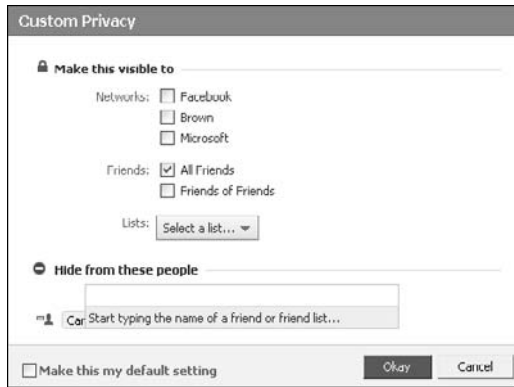 Custom Privacy
Make this visible to
Networks: Facebook
Brown
Microsoft
Friends: All Friends
Friends of Friends
Lists: Select a list...
Hide from these people
Start typing the name of a friend or friend list...
Make this my default setting
Okay Cancel